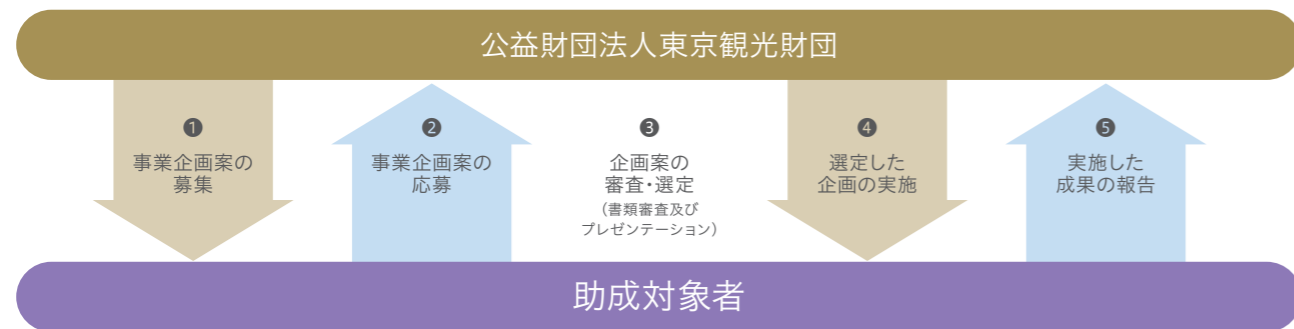 公益財団法人東京観光財団
❶
事業企画案の
募集
❷
事業企画案の
応募
❸
企画案の
審査・選定
(書類審査及び
プレゼンテーション)
❹
選定した
企画の実施
❺
実施した
成果の報告
助成対象者